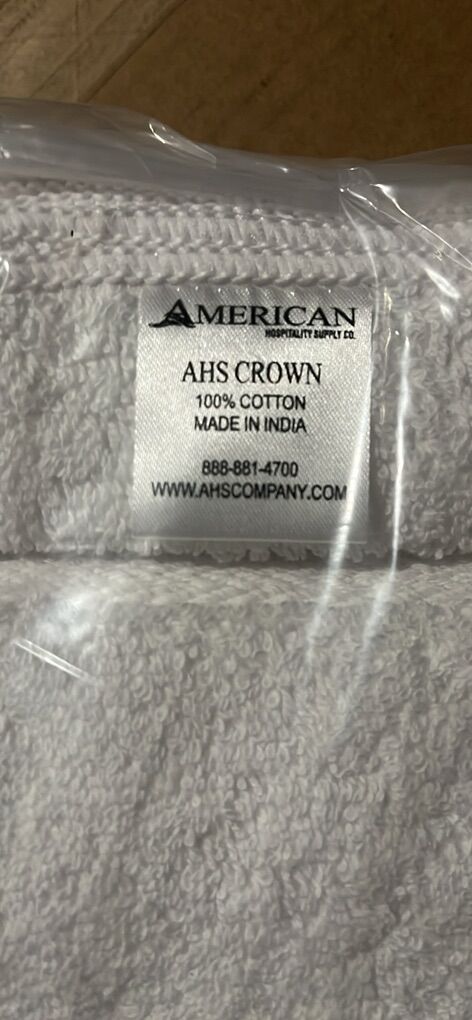 AMERICAN
HOSPITALITY SUPPLY CO.
AHS CROWN
100% COTTON
MADE IN INDIA
888-881-4700
WWW.AHSCOMPANY.COM